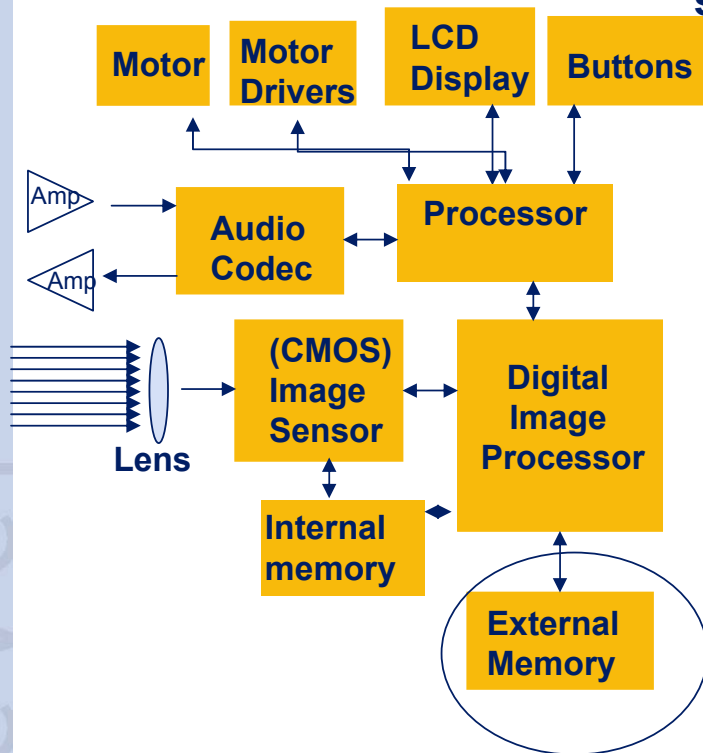 Motor
Motor
Drivers
LCD
Display
Buttons
Amp
Amp
Audio
Codec
Processor
(CMOS)
Image
Sensor
Digital
Image
Processor
Lens
Internal
memory
External
Memory